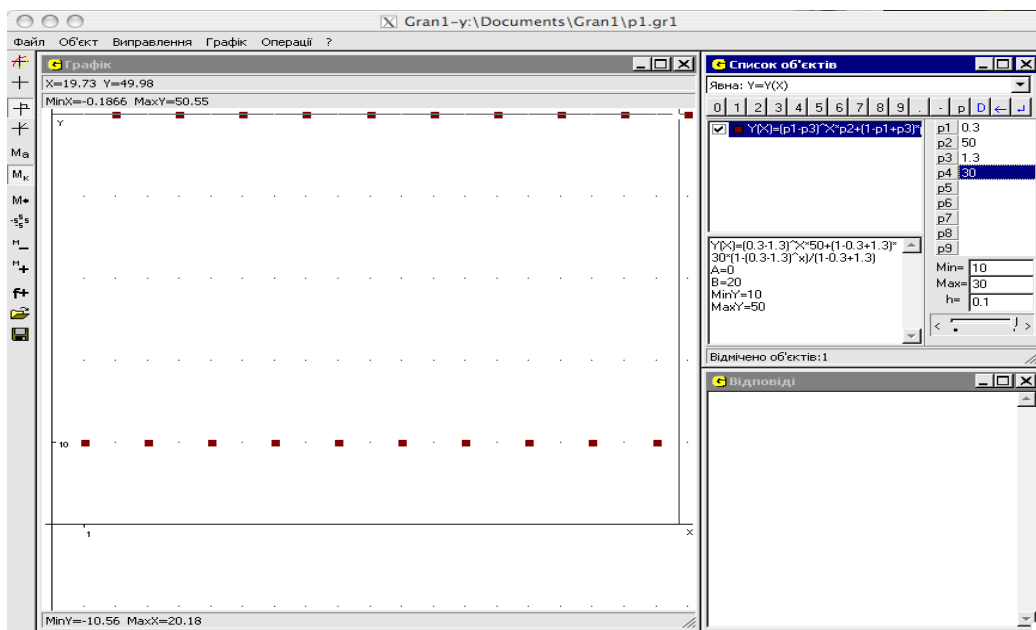 X Gran1-y:\Documents\Gran1\p1.gr1
Файл Об'єкт Виправлення Графік Операції ?
Графік
X=19.73 Y=49.98
MinX=-0.1866 MaxY=50.55
Y
10
1
X
MinY=-10.56 MaxX=20.18
Ma
Мк
M
-s s
M
M +
f+
Список об'єктів
Явна: Y=Y(X)
0 1 2 3 4 5 6 7 8 9 . - p D ← ↵
Y(X)=(p1-p3)^X*p2+(1-p1+p3)*
p1 0.3
p2 50
p3 1.3
p4 30
p5
p6
p7
p8
p9
Y(X)=(0.3-1.3)^X*50+(1-0.3+1.3)*
30*(1-(0.3-1.3)^x)/(1-0.3+1.3)
A=0
B=20
MinY=10
MaxY=50
Min= 10
Max= 30
h= 0.1
< ! >
Відмічено об'єктів:1
Відповіді